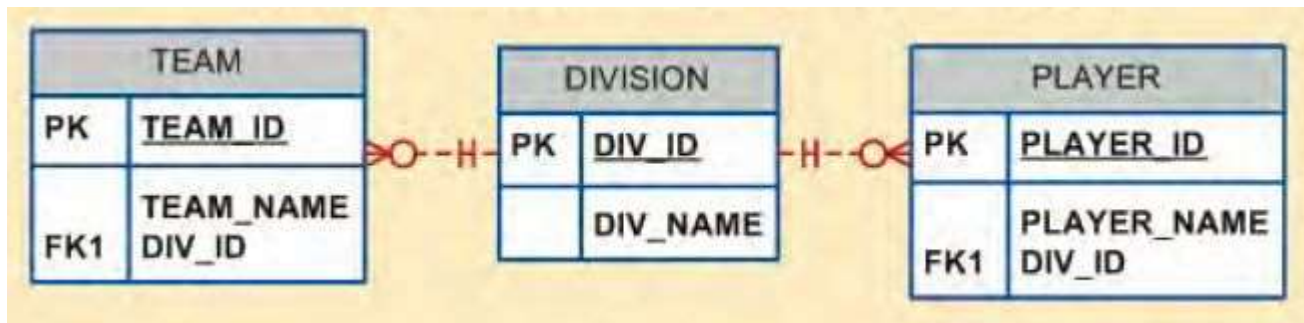 TEAM
PK TEAM_ID
TEAM_NAME
FK1 DIV_ID
DIVISION
PK DIV_ID
DIV_NAME
PLAYER
PK PLAYER_ID
PLAYER_NAME
FK1 DIV_ID